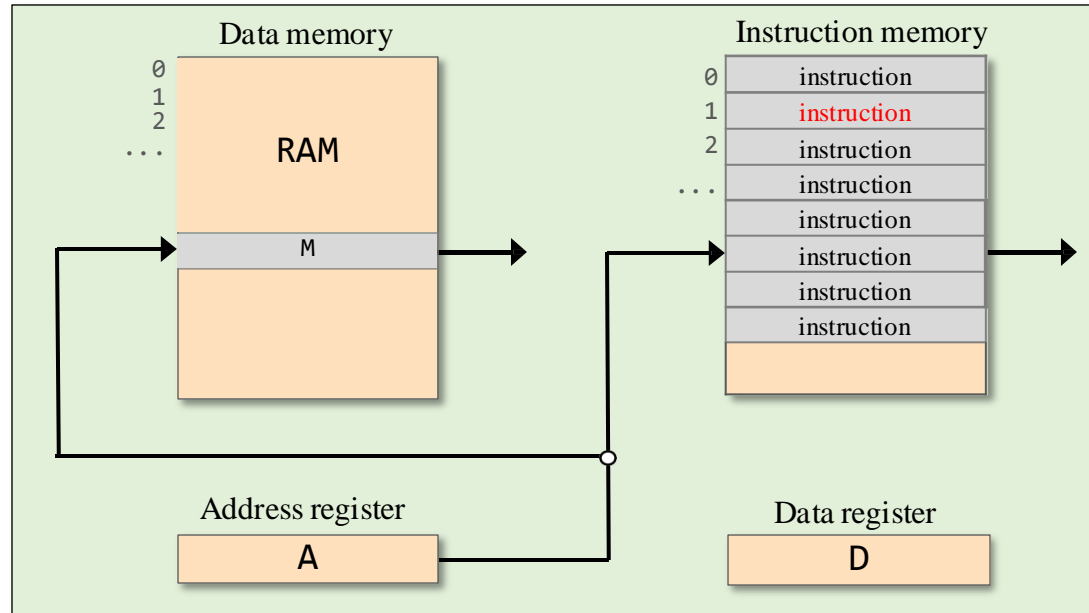 Data memory
0
1
2
...
RAM
M
Instruction memory
0
1
2
...
instruction
instruction
instruction
instruction
instruction
instruction
instruction
instruction
Address register
A
Data register
D